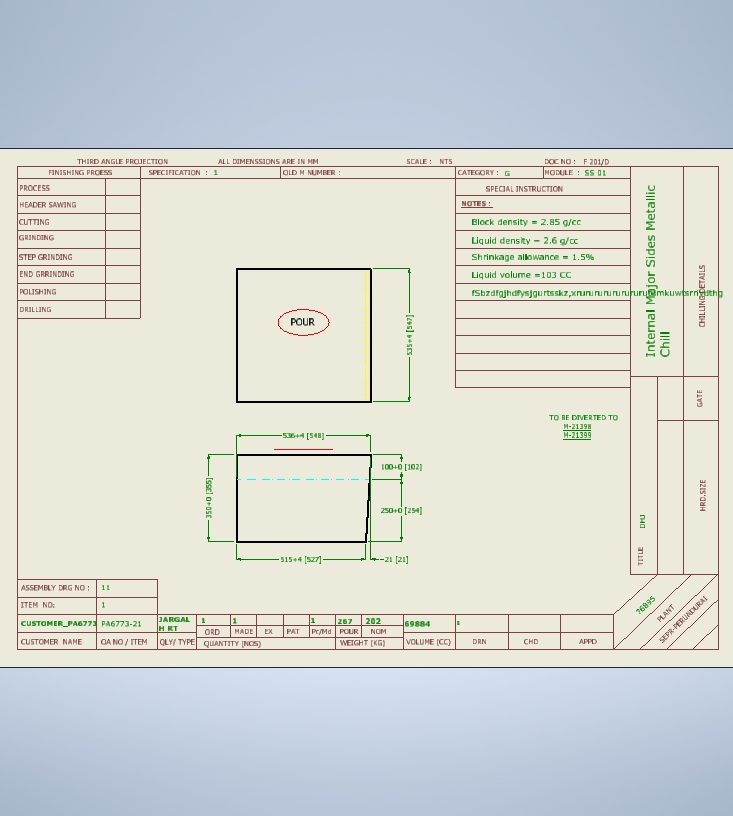 THIRD ANGLE PROJECTION ALL DIMENSSIONS ARE IN MM SCALE : NTS DOC NO : F 201/D
FINISHING PROESS SPECIFICATION : 1 OLD M NUMBER : CATEGORY : G MODULE : SS 01
PROCESS
HEADER SAWING
CUTTING
GRINDING
STEP GRINDING
END GRRINDING
POLISHING
DRILLING
SPECIAL INSTRUCTION
NOTES :
Block density = 2.85 g/cc
Liquid density = 2.6 g/cc
Shrinkage allowance = 1.5%
Liquid volume =103 CC
Internal Major Sides Metallic
Chill
CHILLING DETAILS
GATE
HRD.SIZE
TITLE DMJ
POUR
535+4 [547]
TO BE DIVERTED TO
M-21398
M-21399
536+4 [548]
100+0 [102]
350+0 [355]
250+0 [254]
515+4 [527]
21 [21]
ASSEMBLY DRG NO : 11
ITEM NO: 1
CUSTOMER_PA6773 PA6773-21 JARGAL
H RT
1 1 1 267 202 69884
ORD MADE EX PAT Pc/Md POUR NOM
CUSTOMER NAME OA NO / ITEM QLY/ TYPE QUANTITY (NOS) WEIGHT (KG) VOLUME (CC) DRN CHD APPD
76895
PLANT
SEPR-PERUNDURAI